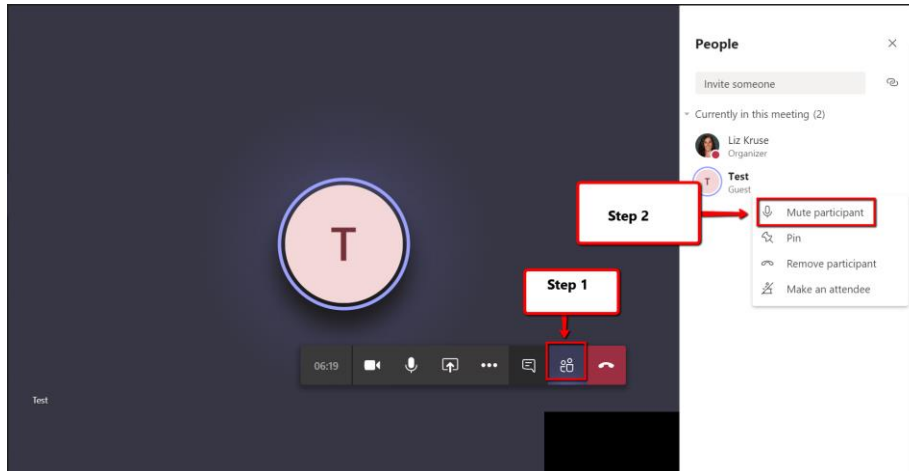 People
Invite someone
Currently in this meeting (2)
Liz Kruse
Organizer
T
Test
Guest
Step 2
Mute participant
Pin
Remove participant
Make an attendee
T
Step 1
06:19
Test